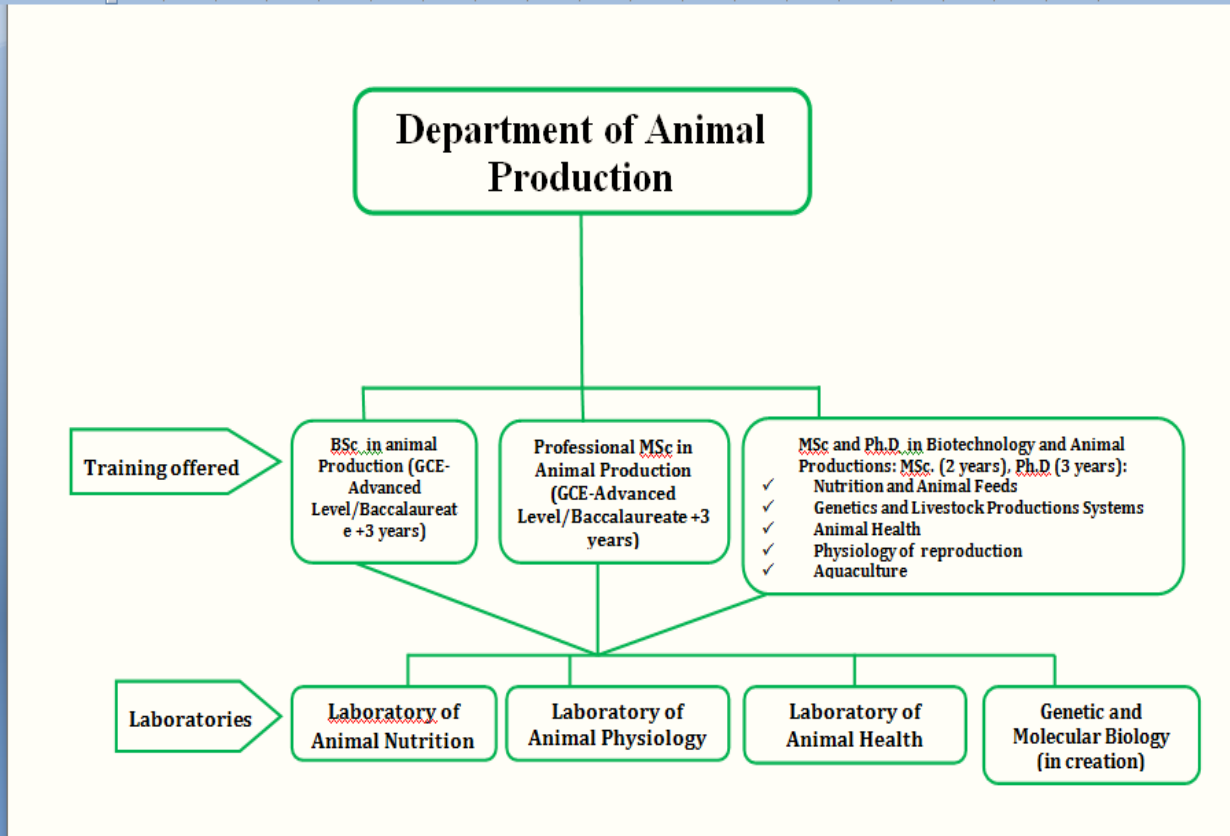 Department of Animal
Production
Training offered
BSc in animal
Production (GCE-
Advanced
Level/Baccalaureat
e +3 years)
Professional MSc in
Animal Production
(GCE-Advanced
Level/Baccalaureate +3
years)
MSc and Ph.D. in Biotechnology and Animal
Productions: MSc. (2 years), Ph.D (3 years):
✓ Nutrition and Animal Feeds
✓ Genetics and Livestock Productions Systems
✓ Animal Health
✓ Physiology of reproduction
✓ Aquaculture
Laboratories
Laboratory of
Animal Nutrition
Laboratory of
Animal Physiology
Laboratory of
Animal Health
Genetic and
Molecular Biology
(in creation)